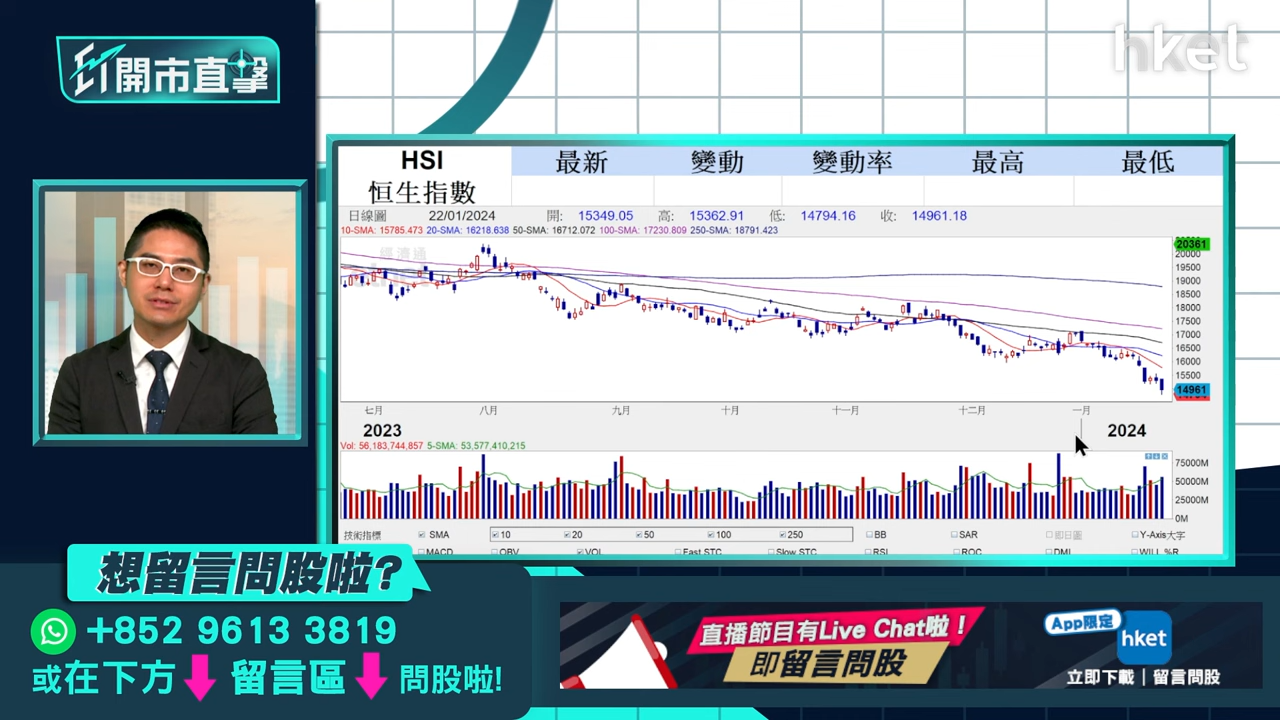 開市直擊
hket
HSI 最新 變動 變動率 最高 最低
恒生指數
日線圖 22/01/2024 開: 15349.05 高: 15362.91 低: 14794.16 收: 14961.18
10-SMA: 15785.473 20-SMA: 16218.638 50-SMA: 16712.072 100-SMA: 17230.809 250-SMA: 18791.423
經濟通
20361
20000
19500
19000
18500
18000
17500
17000
16500
16000
15500
14961
七月 八月 九月 十月 十一月 十二月 一月
2023 2024
Vol: 56,183,744,857 5-SMA: 53,577,410,215
75000M
50000M
25000M
0M
技術指標 SMA 10 20 50 100 250 BB SAR 即日圖 Y-Axis大字
MACD OBV VOL Fast STC Slow STC RSI ROC DMI WILL %R
想留言問股啦?
+852 9613 3819
或在下方 留言區 問股啦!
直播節目有Live Chat啦！
即留言問股
App限定
hket
立即下載｜留言問股